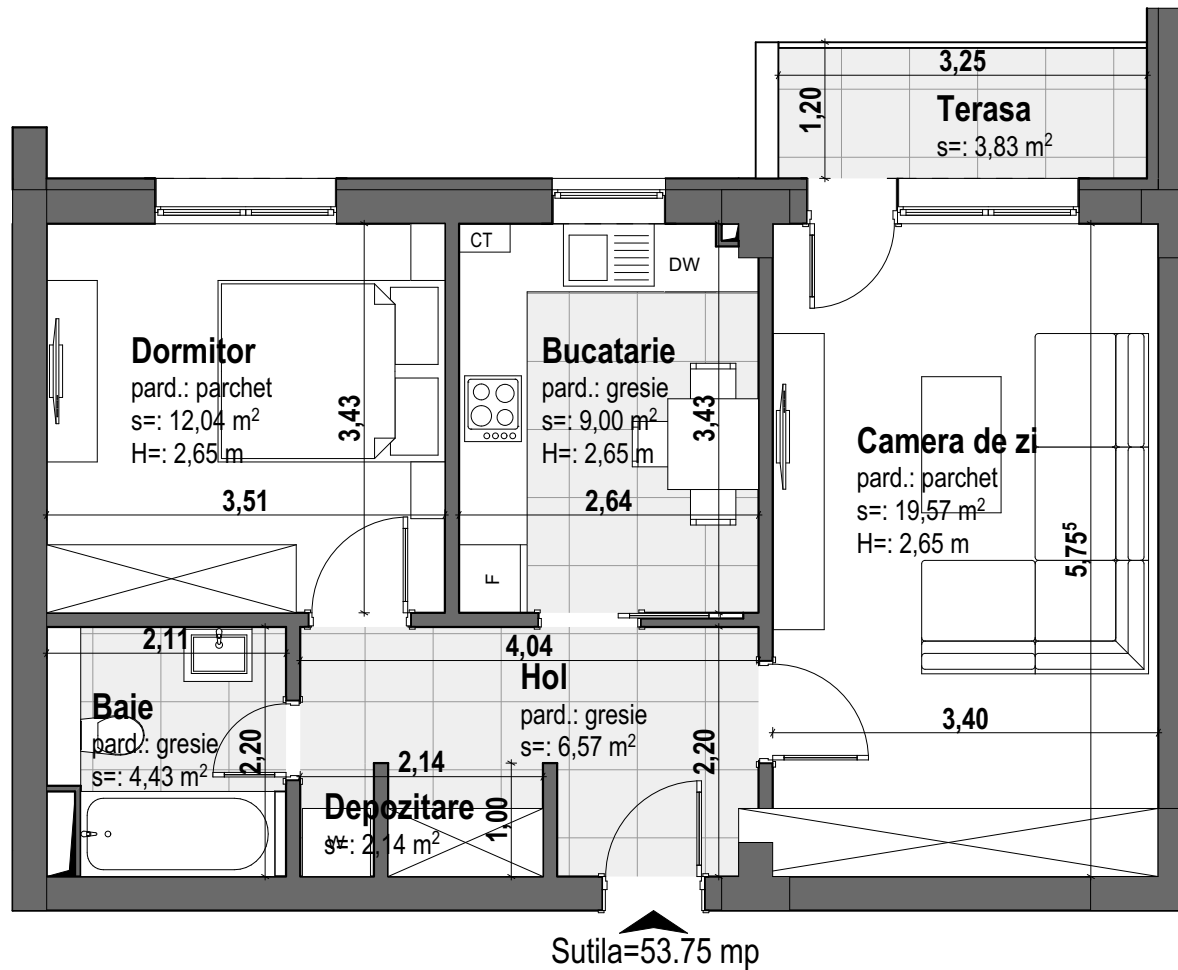 3,25
1,20
Terasa
s=: 3,83 m²
CT
DW
Dormitor
pard.: parchet
s=: 12,04 m²
H=: 2,65 m
3,43
3,51
Bucatarie
pard.: gresie
s=: 9,00 m²
H=: 2,65 m
3,43
2,64
F
Camera de zi
pard.: parchet
s=: 19,57 m²
H=: 2,65 m
5,75⁵
3,40
2,11
Baie
pard.: gresie
s=: 4,43 m²
2,20
4,04
Hol
pard.: gresie
s=: 6,57 m²
2,20
2,14
Depozitare
s=: 2,14 m²
1,00
Sutila=53.75 mp